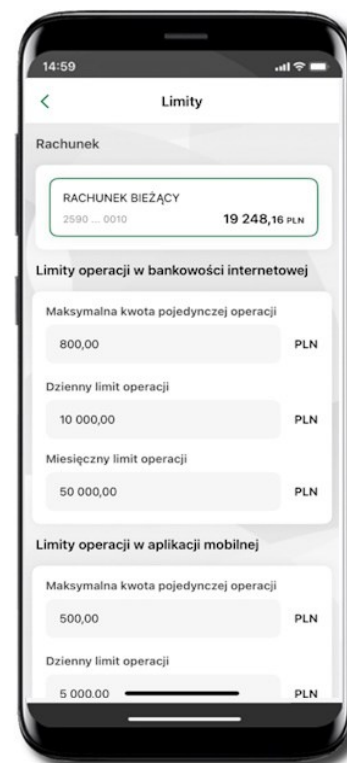 14:59
Limity
Rachunek
RACHUNEK BIEŻĄCY
2590 ... 0010 19 248,16 PLN
Limity operacji w bankowości internetowej
Maksymalna kwota pojedynczej operacji
800,00 PLN
Dzienny limit operacji
10 000,00 PLN
Miesięczny limit operacji
50 000,00 PLN
Limity operacji w aplikacji mobilnej
Maksymalna kwota pojedynczej operacji
500,00 PLN
Dzienny limit operacji
5 000,00 PLN